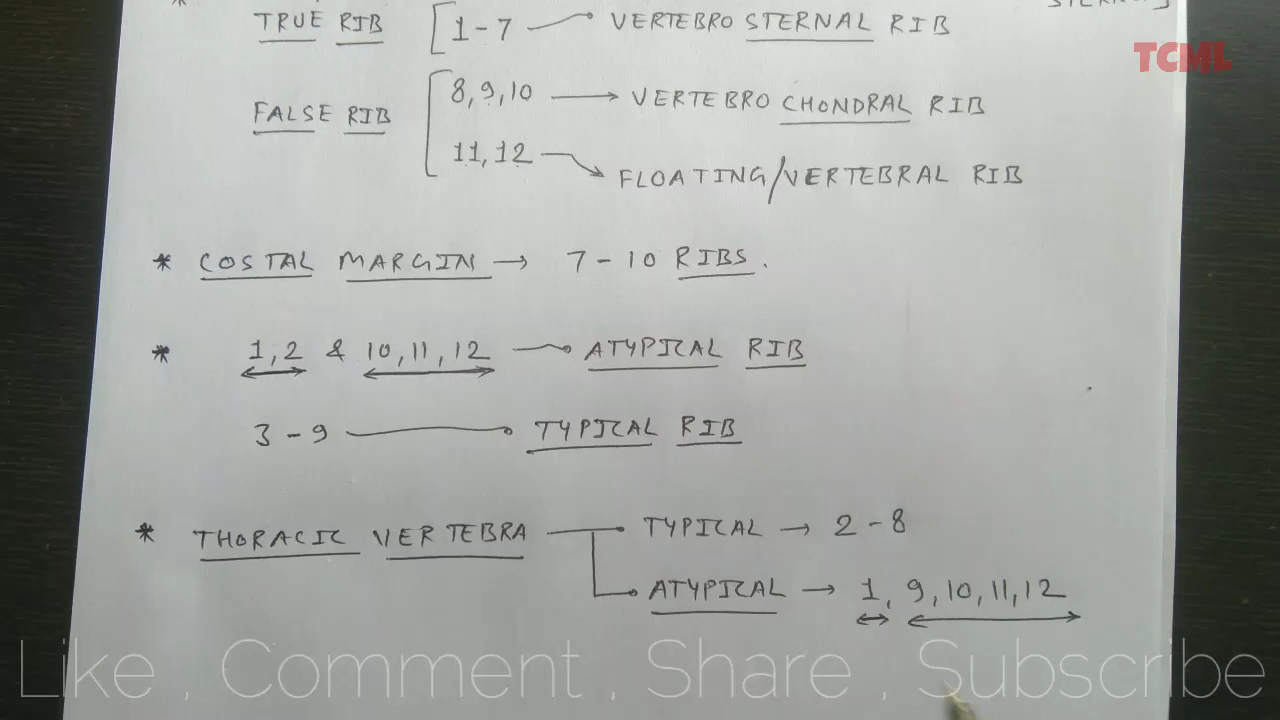 TRUE RIB [1-7 VERTEBRO STERNAL RIB
TCML
FALSE RIB [8,9,10 → VERTEBRO CHONDRAL RIB
11,12 → FLOATING/VERTEBRAL RIB
* COSTAL MARGIN → 7-10 RIBS.
* 1,2 & 10,11,12 ATYPICAL RIB
3-9 TYPICAL RIB
* THORACIC VERTEBRA TYPICAL → 2-8
ATYPICAL → 1, 9,10,11,12
Like , Comment , Share , Subscribe